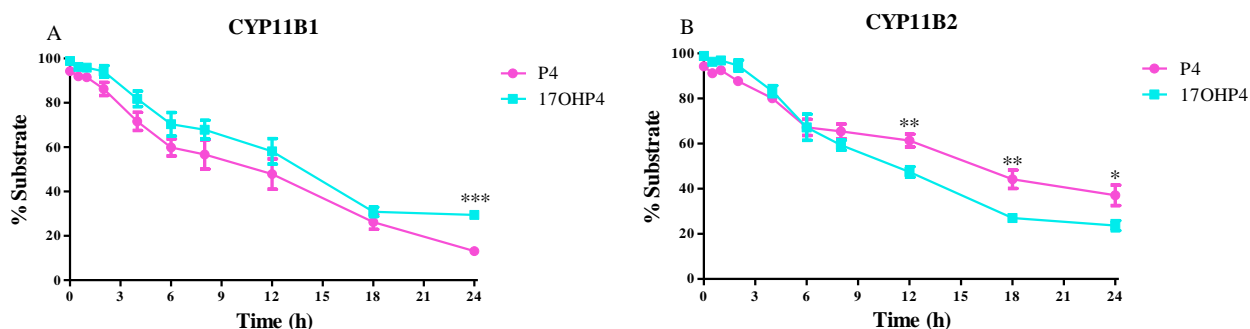 A
CYP11B1
% Substrate
100
80
60
40
20
0
***
0 3 6 9 12 15 18 21 24
Time (h)
P4
17OHP4
B
CYP11B2
% Substrate
100
80
60
40
20
0
**
**
*
0 3 6 9 12 15 18 21 24
Time (h)
P4
17OHP4